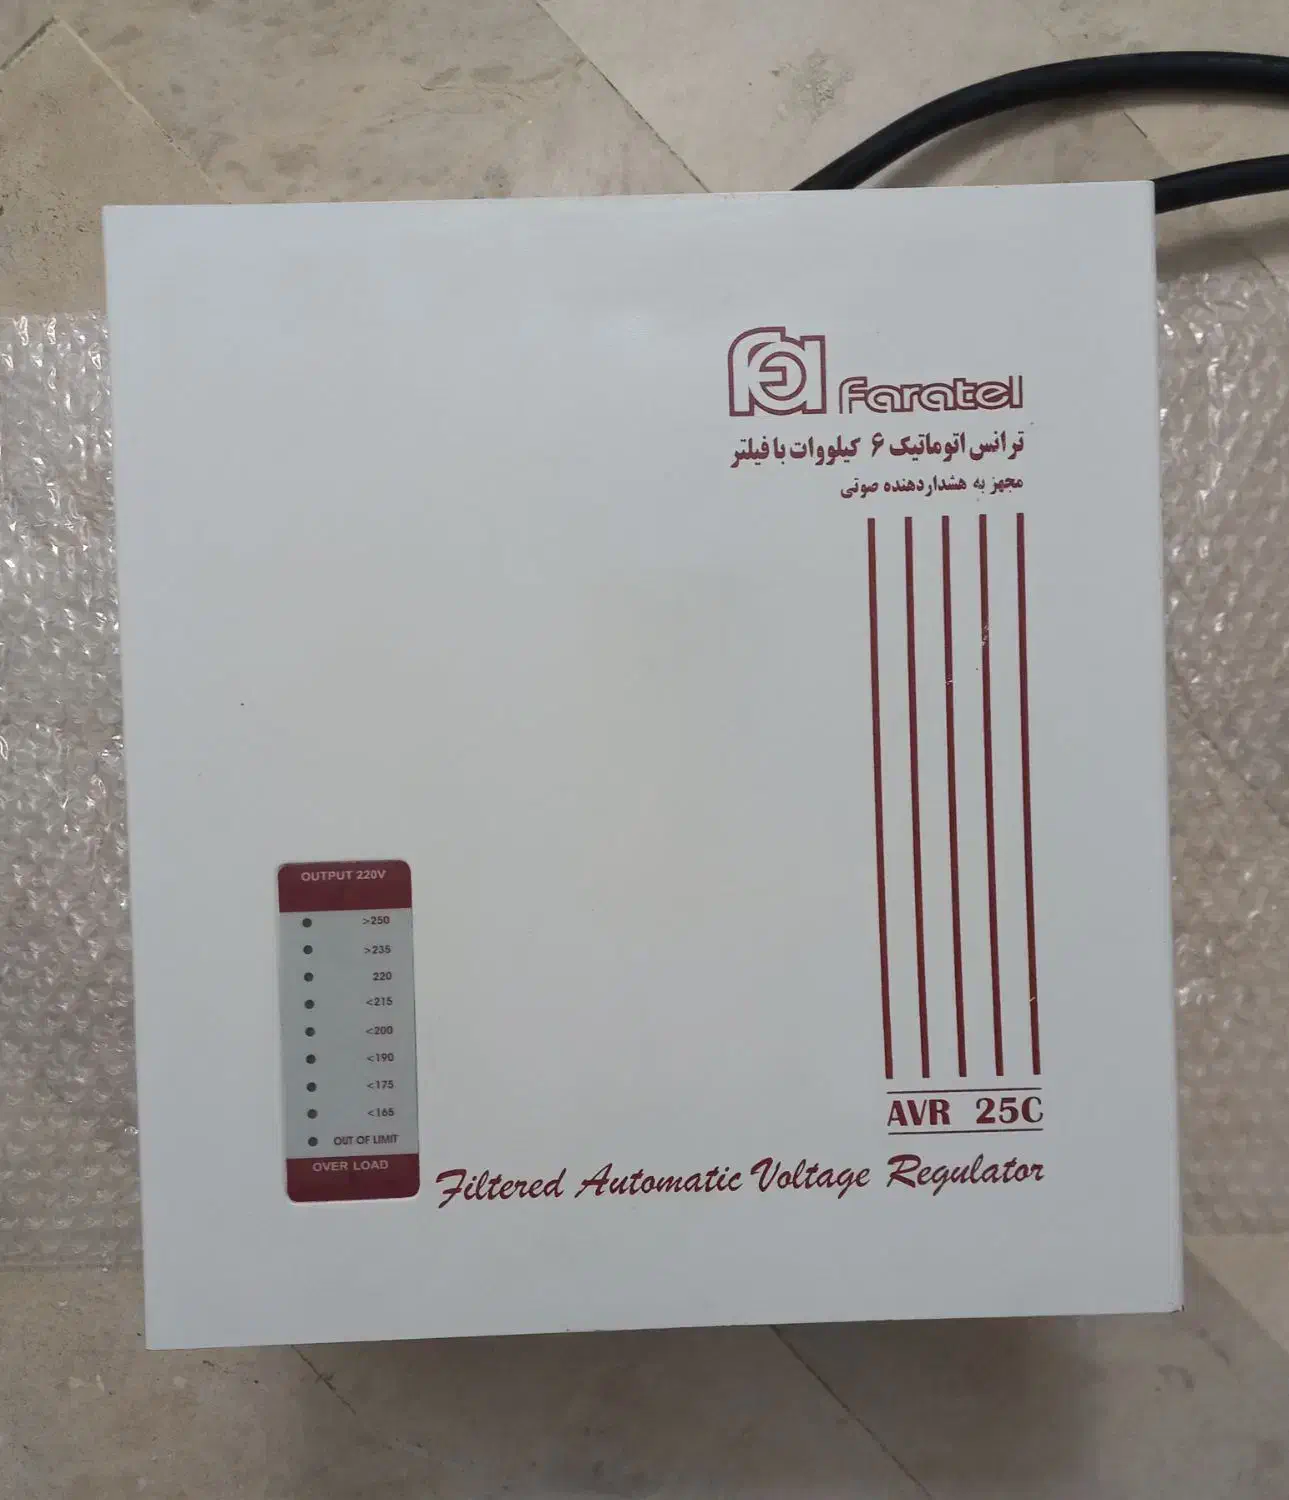 faratel
ترانس اتوماتیک ۶ کیلووات با فیلتر
مجهز به هشداردهنده صوتی
OUTPUT 220V
>250
>235
220
<215
<200
<190
<175
<165
OUT OF LIMIT
OVER LOAD
AVR 25C
Filtered Automatic Voltage Regulator